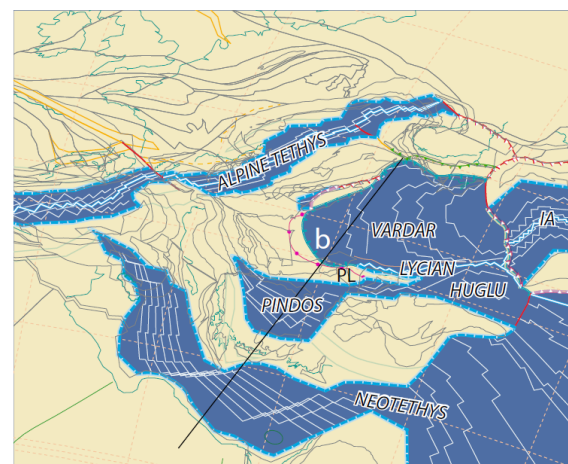 ALPINE TETHYS
IA
b
VARDAR
LYCIAN
PL
HUGLU
PINDOS
NEOTETHYS